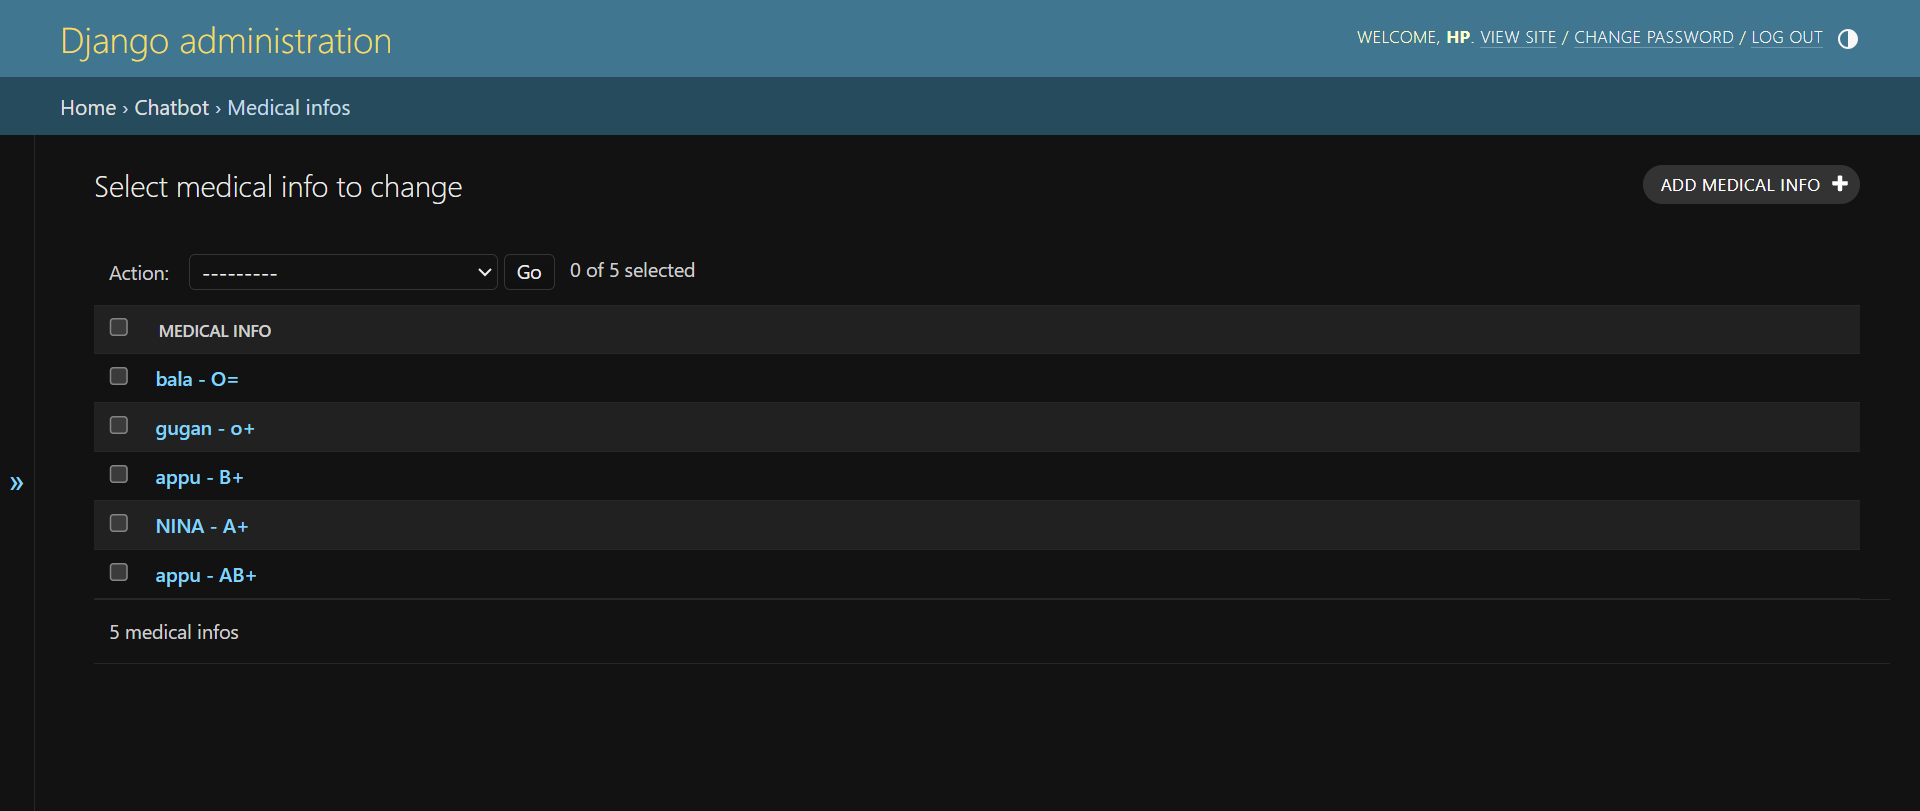 Django administration
WELCOME, HP. VIEW SITE / CHANGE PASSWORD / LOG OUT
Home › Chatbot › Medical infos
Select medical info to change
ADD MEDICAL INFO
Action: --------- Go 0 of 5 selected
MEDICAL INFO
bala - O=
gugan - o+
appu - B+
NINA - A+
appu - AB+
5 medical infos
»